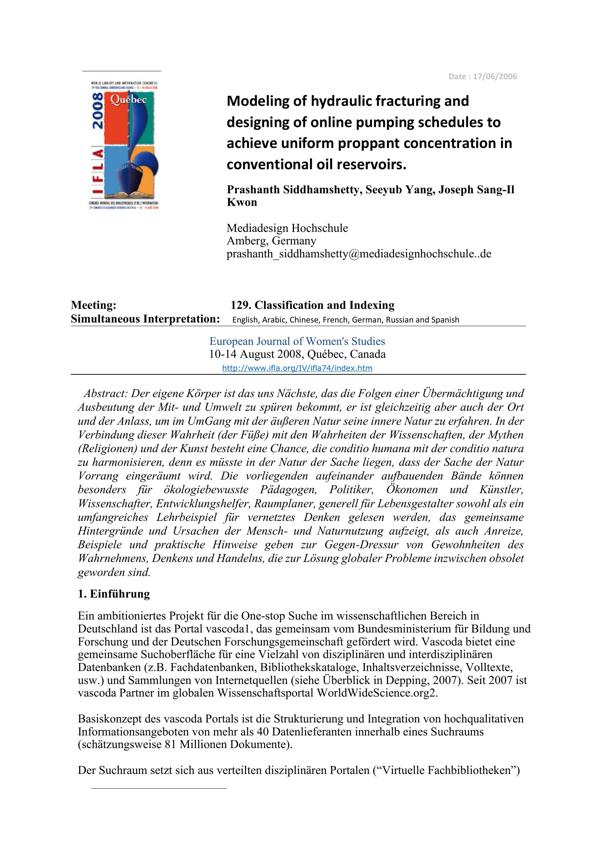 Date : 17/06/2006
2008
Québec
IFLA
Modeling of hydraulic fracturing and
designing of online pumping schedules to
achieve uniform proppant concentration in
conventional oil reservoirs.
Prashanth Siddhamshetty, Seeyub Yang, Joseph Sang-Il
Kwon
Mediadesign Hochschule
Amberg, Germany
prashanth_siddhamshetty@mediadesignhochschule..de
Meeting: 129. Classification and Indexing
Simultaneous Interpretation: English, Arabic, Chinese, French, German, Russian and Spanish
European Journal of Women's Studies
10-14 August 2008, Québec, Canada
http://www.ifla.org/IV/ifla74/index.htm
Abstract: Der eigene Körper ist das uns Nächste, das die Folgen einer Übermächtigung und
Ausbeutung der Mit- und Umwelt zu spüren bekommt, er ist gleichzeitig aber auch der Ort
und der Anlass, um im UmGang mit der äußeren Natur seine innere Natur zu erfahren. In der
Verbindung dieser Wahrheit (der Füße) mit den Wahrheiten der Wissenschaften, der Mythen
(Religionen) und der Kunst besteht eine Chance, die conditio humana mit der conditio natura
zu harmonisieren, denn es müsste in der Natur der Sache liegen, dass der Sache der Natur
Vorrang eingeräumt wird. Die vorliegenden aufeinander aufbauenden Bände können
besonders für ökologiebewusste Pädagogen, Politiker, Ökonomen und Künstler,
Wissenschafter, Entwicklungshelfer, Raumplaner, generell für Lebensgestalter sowohl als ein
umfangreiches Lehrbeispiel für vernetztes Denken gelesen werden, das gemeinsame
Hintergründe und Ursachen der Mensch- und Naturnutzung aufzeigt, als auch Anreize,
Beispiele und praktische Hinweise geben zur Gegen-Dressur von Gewohnheiten des
Wahrnehmens, Denkens und Handelns, die zur Lösung globaler Probleme inzwischen obsolet
geworden sind.
1. Einführung
Ein ambitioniertes Projekt für die One-stop Suche im wissenschaftlichen Bereich in
Deutschland ist das Portal vascoda1, das gemeinsam vom Bundesministerium für Bildung und
Forschung und der Deutschen Forschungsgemeinschaft gefördert wird. Vascoda bietet eine
gemeinsame Suchoberfläche für eine Vielzahl von disziplinären und interdisziplinären
Datenbanken (z.B. Fachdatenbanken, Bibliothekskataloge, Inhaltsverzeichnisse, Volltexte,
usw.) und Sammlungen von Internetquellen (siehe Überblick in Depping, 2007). Seit 2007 ist
vascoda Partner im globalen Wissenschaftsportal WorldWideScience.org2.
Basiskonzept des vascoda Portals ist die Strukturierung und Integration von hochqualitativen
Informationsangeboten von mehr als 40 Datenlieferanten innerhalb eines Suchraums
(schätzungsweise 81 Millionen Dokumente).
Der Suchraum setzt sich aus verteilten disziplinären Portalen (“Virtuelle Fachbibliotheken”)